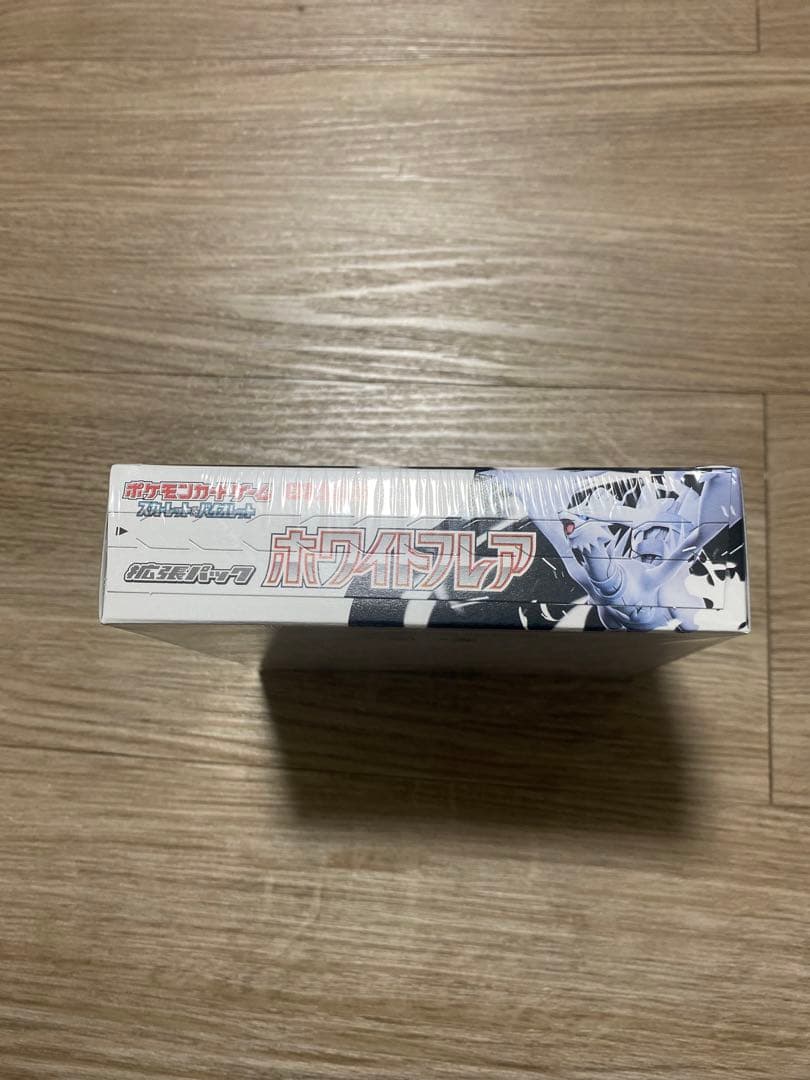 ポケモンカードゲーム
スカーレット&バイオレット
拡張パック
ホワイトフレア